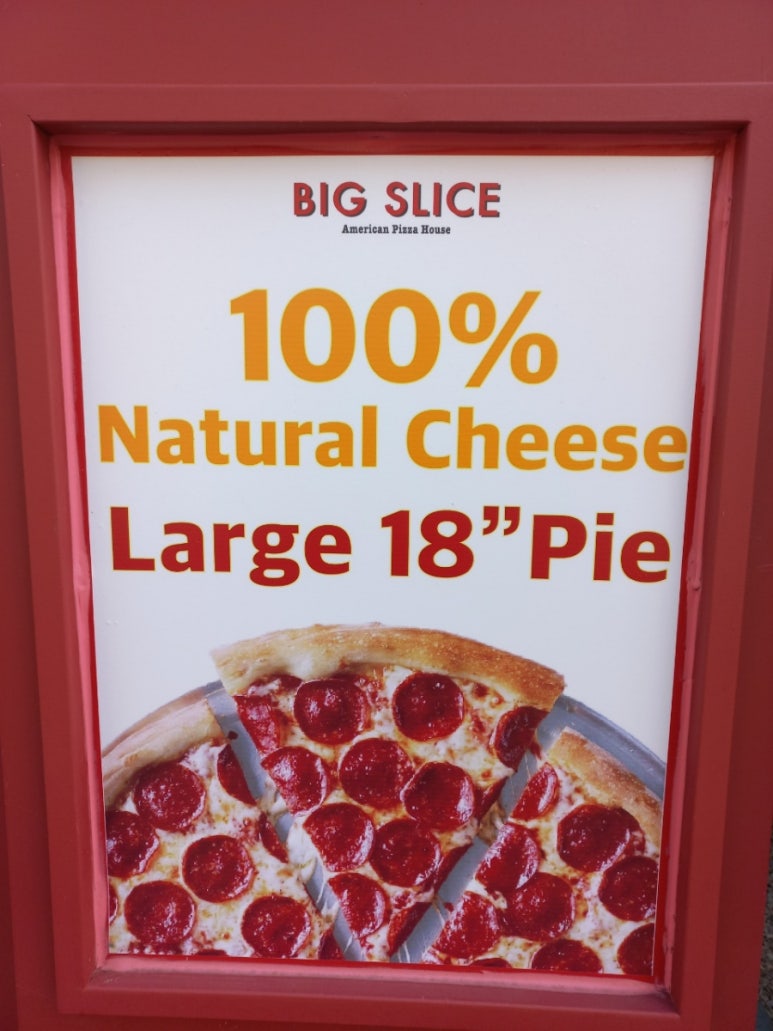 BIG SLICE
American Pizza House
100%
Natural Cheese
Large 18”Pie